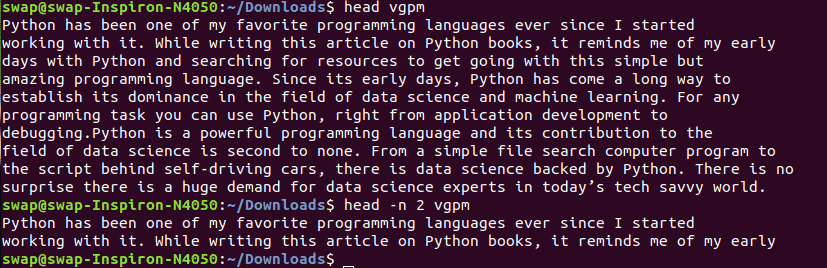 swap@swap-Inspiron-N4050:~/Downloads$ head vgpm
Python has been one of my favorite programming languages ever since I started
working with it. While writing this article on Python books, it reminds me of my early
days with Python and searching for resources to get going with this simple but
amazing programming language. Since its early days, Python has come a long way to
establish its dominance in the field of data science and machine learning. For any
programming task you can use Python, right from application development to
debugging.Python is a powerful programming language and its contribution to the
field of data science is second to none. From a simple file search computer program to
the script behind self-driving cars, there is data science backed by Python. There is no
surprise there is a huge demand for data science experts in today’s tech savvy world.
swap@swap-Inspiron-N4050:~/Downloads$ head -n 2 vgpm
Python has been one of my favorite programming languages ever since I started
working with it. While writing this article on Python books, it reminds me of my early
swap@swap-Inspiron-N4050:~/Downloads$